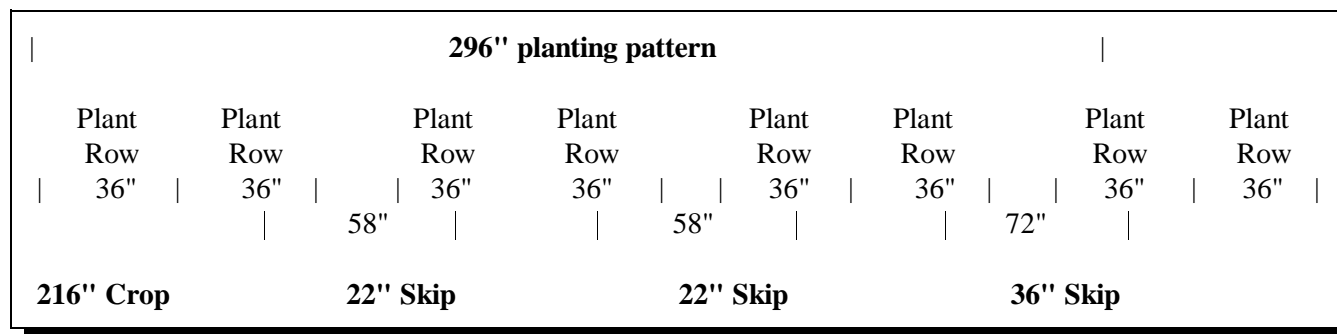 296" planting pattern
Plant Plant Plant Plant Plant Plant Plant Plant
Row Row Row Row Row Row Row Row
| 36" | 36" | | 36" | 36" | | 36" | 36" | | 36" | 36" |
| 58" | | 58" | | 72" |
216" Crop 22" Skip 22" Skip 36" Skip